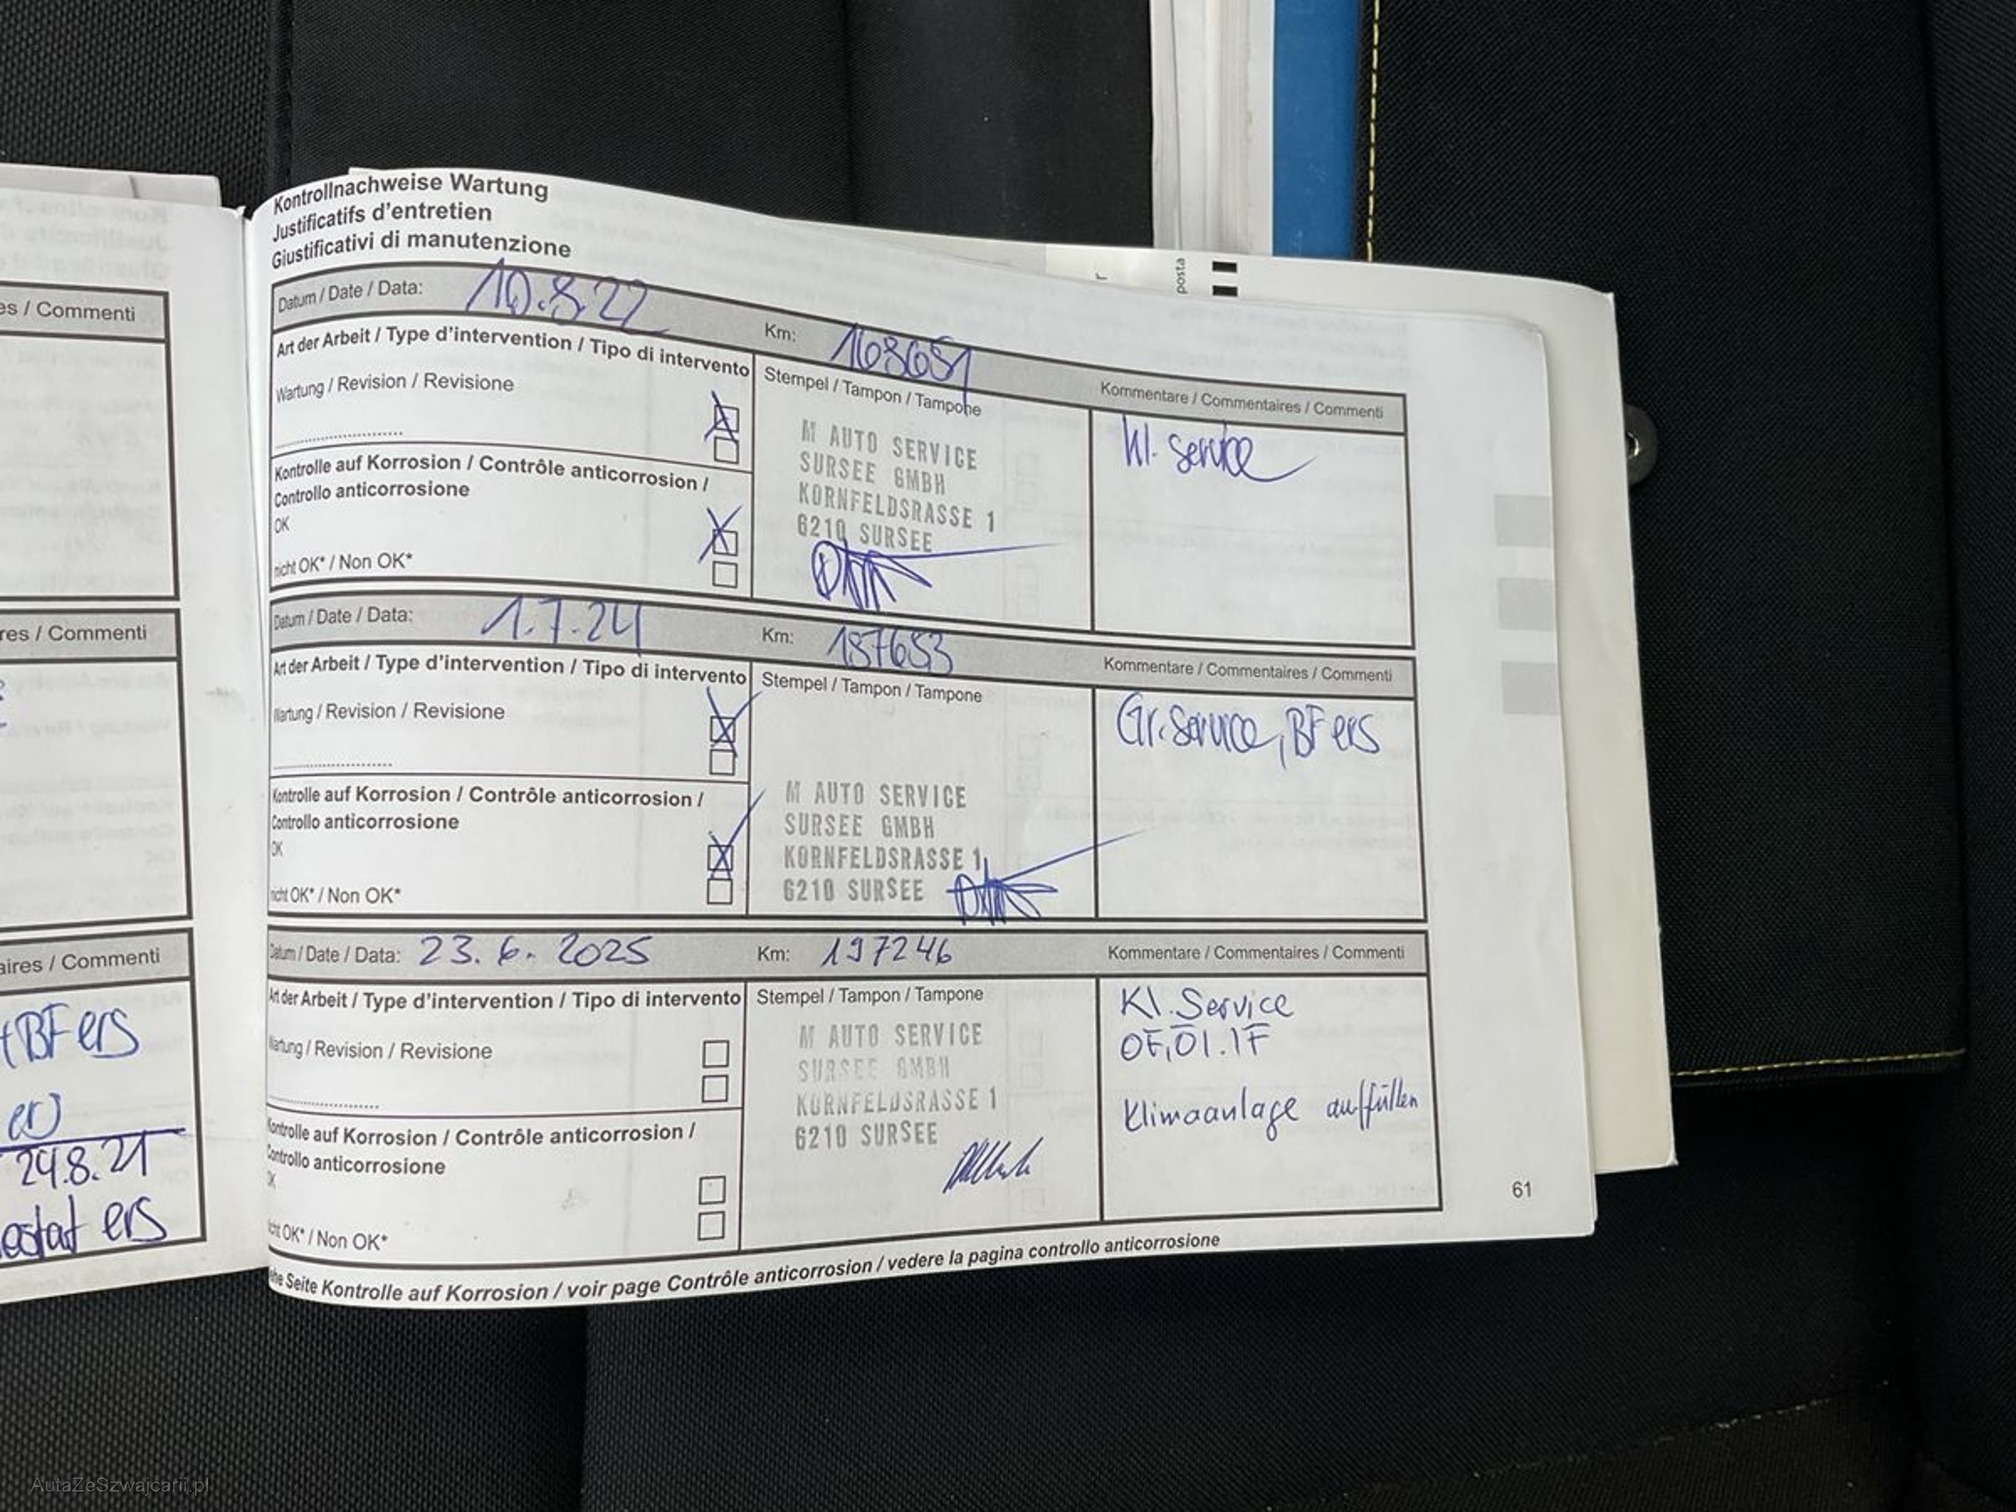 es / Commenti
res / Commenti
aires / Commenti
BF ers
24.8.21
ers
Kontrollnachweise Wartung
Justificatifs d'entretien
Giustificativi di manutenzione
Datum / Date / Data: 10.8.22 Km: 163651
Art der Arbeit / Type d'intervention / Tipo di intervento
Stempel / Tampon / Tampone
Kommentare / Commentaires / Commenti
Wartung / Revision / Revisione
Kontrolle auf Korrosion / Contrôle anticorrosion /
Controllo anticorrosione
OK
nicht OK* / Non OK*
M AUTO SERVICE
SURSEE GMBH
KORNFELDSRASSE 1
6210 SURSEE
Kl. Service
Datum / Date / Data: 1.7.24 Km: 187653
Kommentare / Commentaires / Commenti
Art der Arbeit / Type d'intervention / Tipo di intervento
Stempel / Tampon / Tampone
Wartung / Revision / Revisione
Kontrolle auf Korrosion / Contrôle anticorrosion /
Controllo anticorrosione
OK
nicht OK* / Non OK*
M AUTO SERVICE
SURSEE GMBH
KORNFELDSRASSE 1
6210 SURSEE
Gr. Service, BF ers
Datum / Date / Data: 23.6.2025 Km: 197246
Kommentare / Commentaires / Commenti
Art der Arbeit / Type d'intervention / Tipo di intervento
Stempel / Tampon / Tampone
Wartung / Revision / Revisione
Kontrolle auf Korrosion / Contrôle anticorrosion /
Controllo anticorrosione
OK
nicht OK* / Non OK*
M AUTO SERVICE
SURSEE GMBH
KORNFELDSRASSE 1
6210 SURSEE
Kl. Service
ÖF, ÖI. IF
Klimaanlage auffüllen
Seite Kontrolle auf Korrosion / voir page Contrôle anticorrosion / vedere la pagina controllo anticorrosione
61
posta
AutaZeSzwajcarii.pl